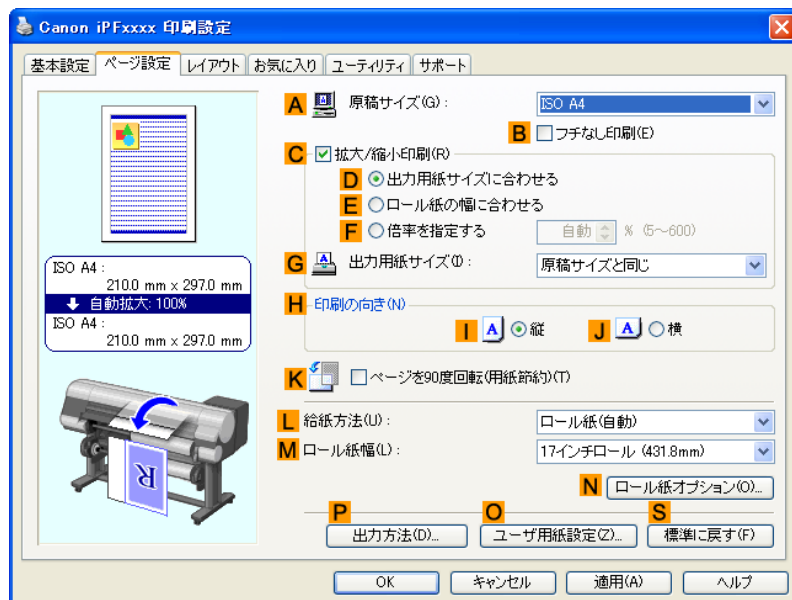 Canon iPFxxxx 印刷設定
基本設定 ページ設定 レイアウト お気に入り ユーティリティ サポート
A 原稿サイズ(G) : ISO A4
B フチなし印刷(E)
C 拡大/縮小印刷(R)
D 出力用紙サイズに合わせる
E ロール紙の幅に合わせる
F 倍率を指定する 自動 % (5～600)
G 出力用紙サイズ(I) : 原稿サイズと同じ
ISO A4 :
210.0 mm x 297.0 mm
自動拡大: 100%
ISO A4 :
210.0 mm x 297.0 mm
H 印刷の向き(N)
I A 縦 J A 横
K ページを90度回転(用紙節約)(T)
L 給紙方法(U) : ロール紙(自動)
M ロール紙幅(L) : 17インチロール (431.8mm)
N ロール紙オプション(O)...
R
P 出力方法(D)... O ユーザ用紙設定(Z)... S 標準に戻す(F)
OK キャンセル 適用(A) ヘルプ